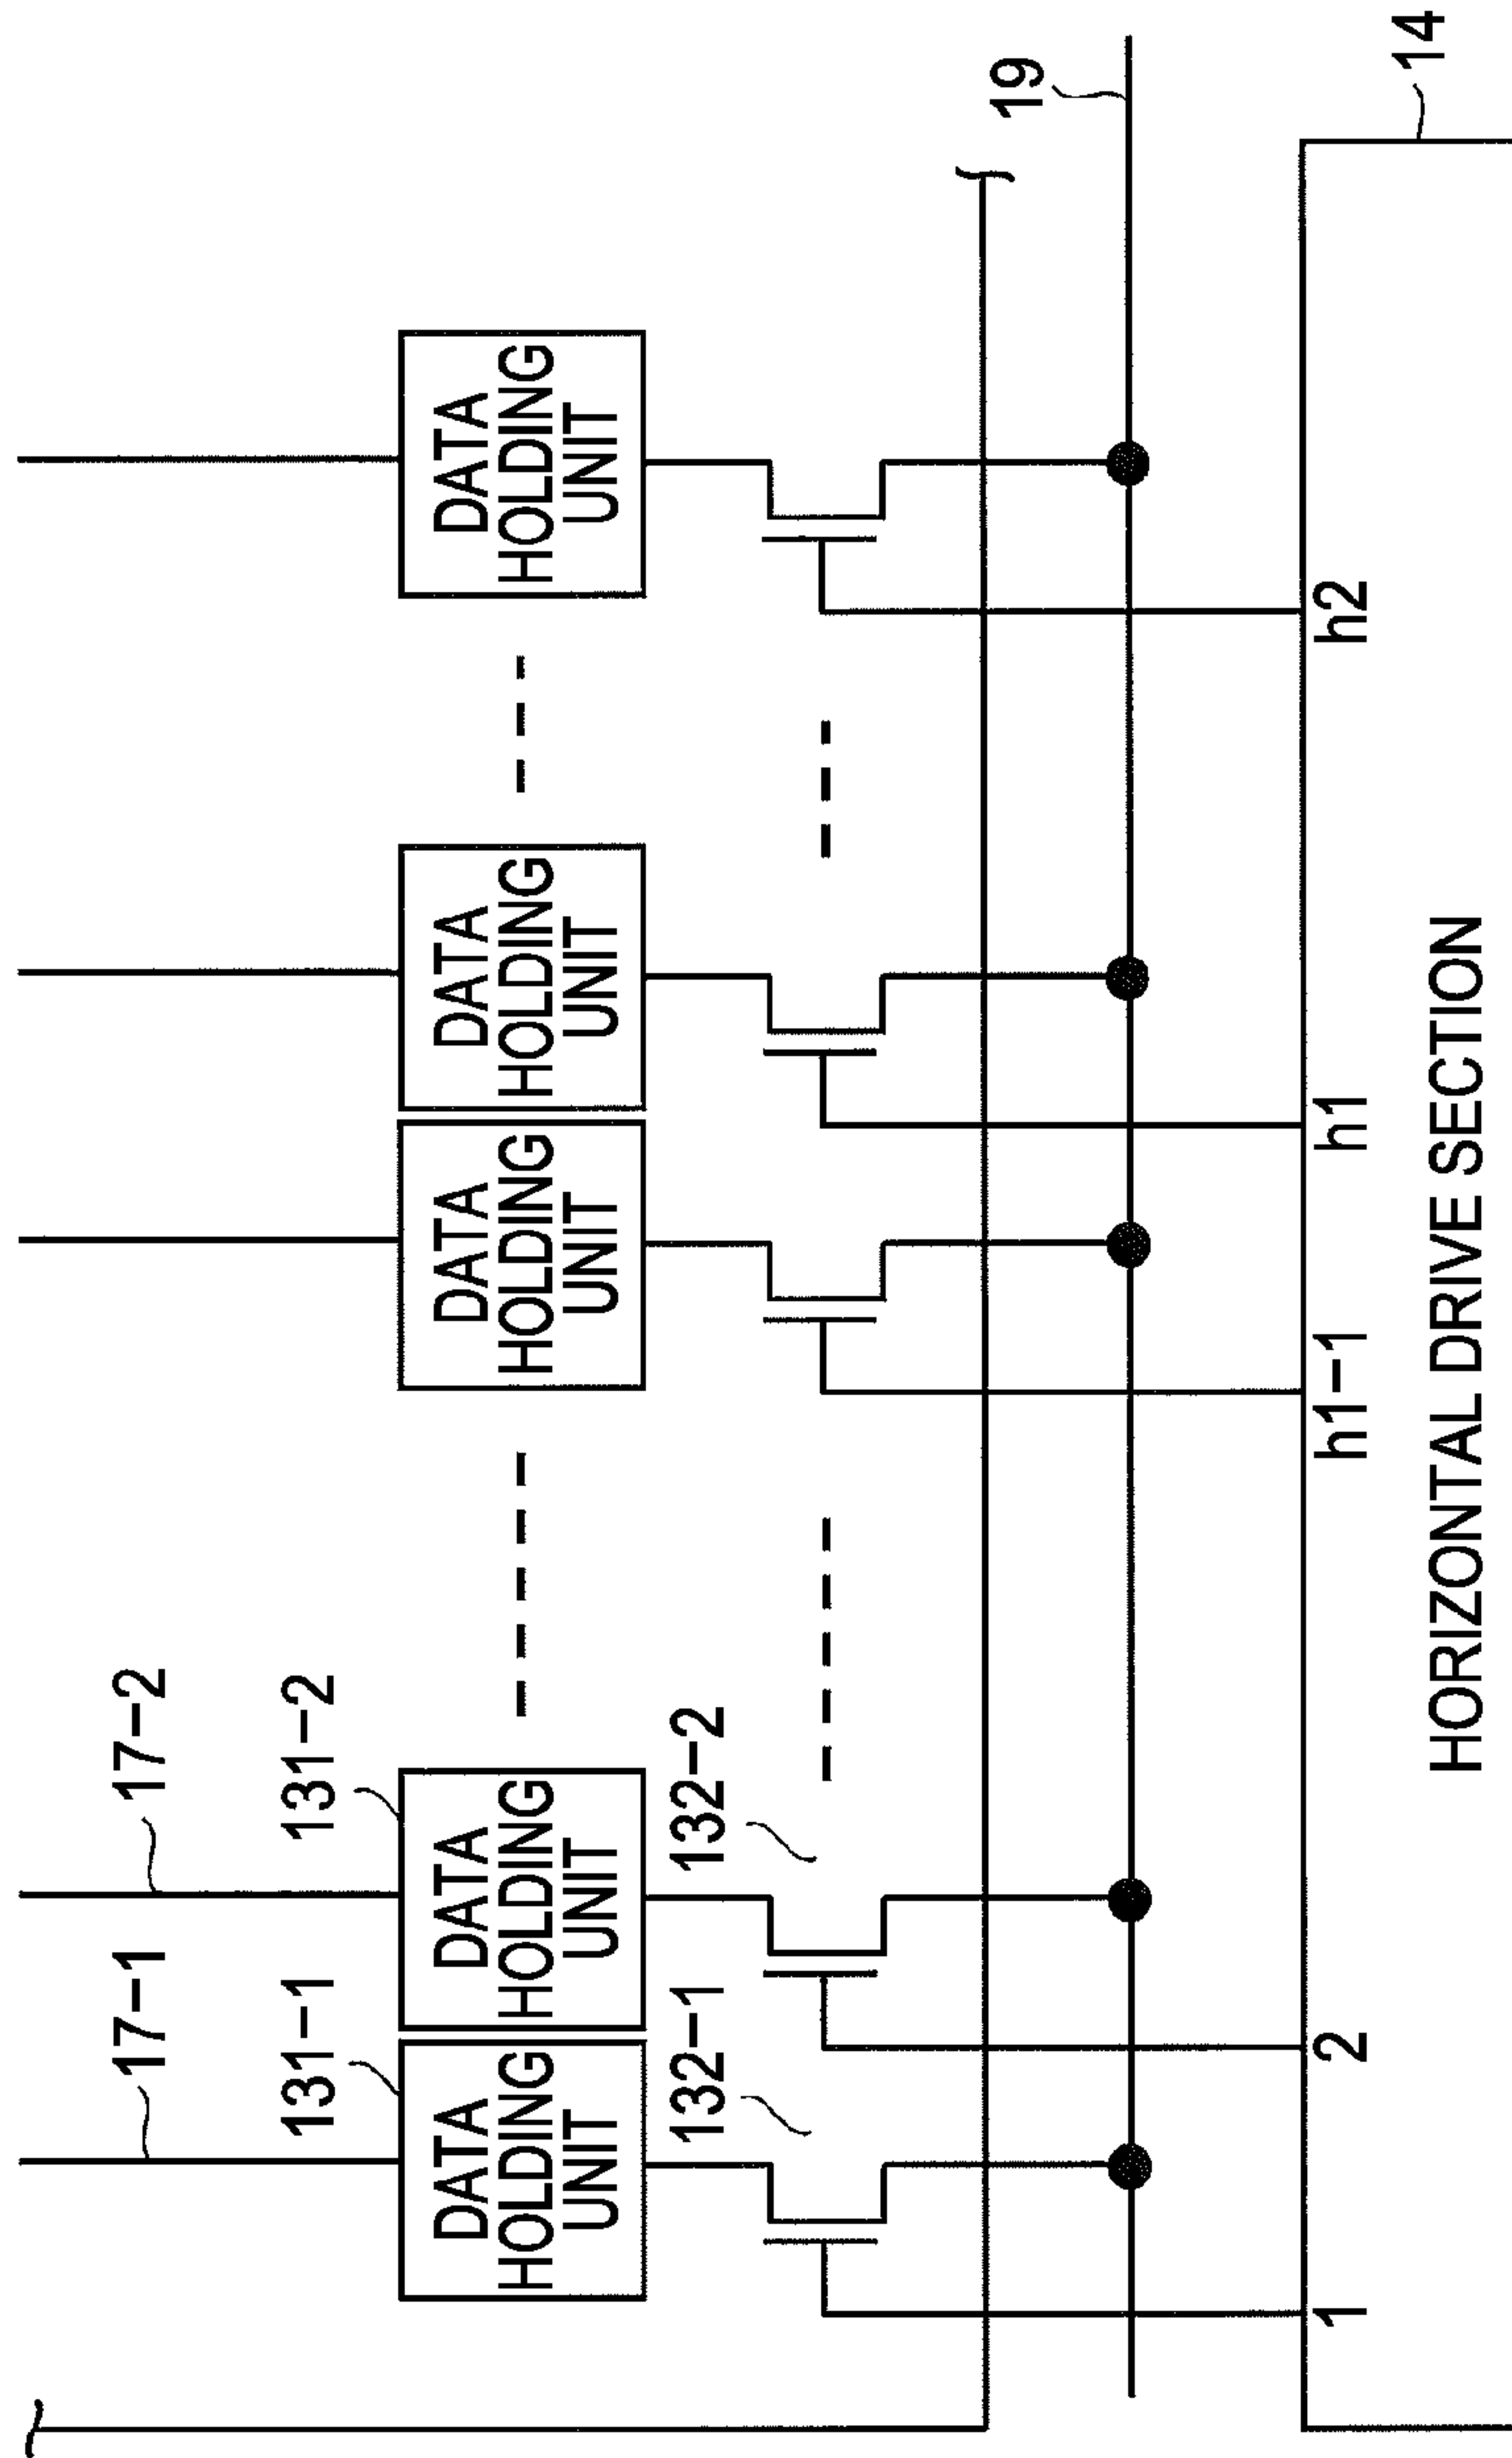 17-1
17-2
131-1
131-2
DATA
HOLDING
UNIT
DATA
HOLDING
UNIT
DATA
HOLDING
UNIT
DATA
HOLDING
UNIT
DATA
HOLDING
UNIT
132-1
132-2
19
1
2
h1-1
h1
h2
14
HORIZONTAL DRIVE SECTION